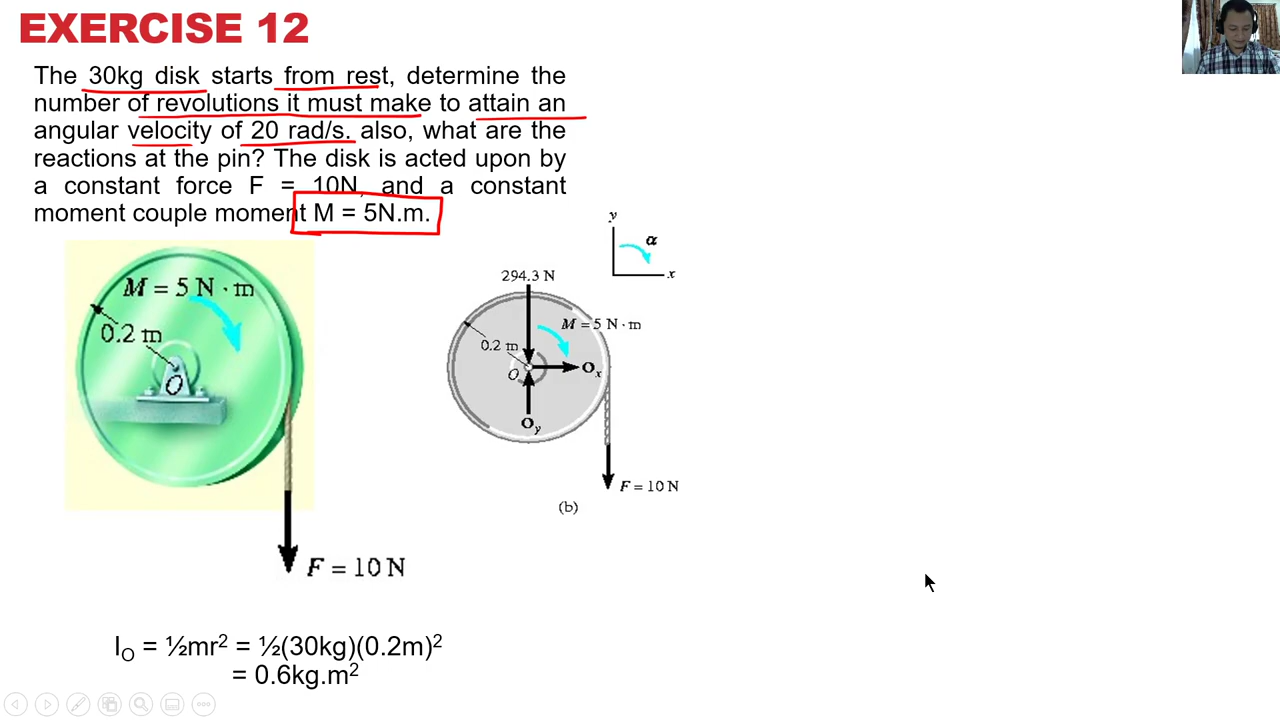 EXERCISE 12
The 30kg disk starts from rest, determine the
number of revolutions it must make to attain an
angular velocity of 20 rad/s. also, what are the
reactions at the pin? The disk is acted upon by
a constant force F = 10N, and a constant
moment couple moment M = 5N.m.
M = 5 N · m
0.2 m
O
F = 10 N
y
α
x
294.3 N
M = 5 N · m
0.2 m
O
Oₓ
Oy
F = 10 N
(b)
I_O = ½mr² = ½(30kg)(0.2m)²
= 0.6kg.m²